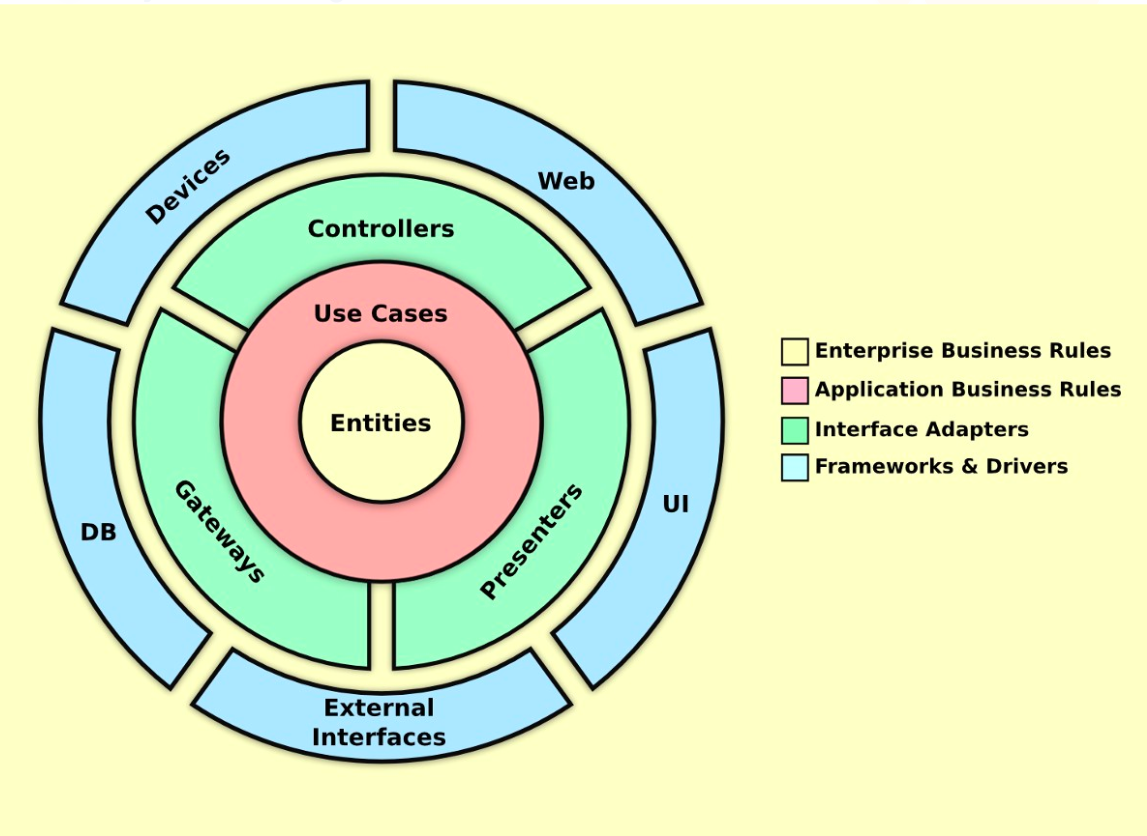 Devices
Web
Controllers
Use Cases
Entities
Gateways
Presenters
DB
UI
External
Interfaces
Enterprise Business Rules
Application Business Rules
Interface Adapters
Frameworks & Drivers